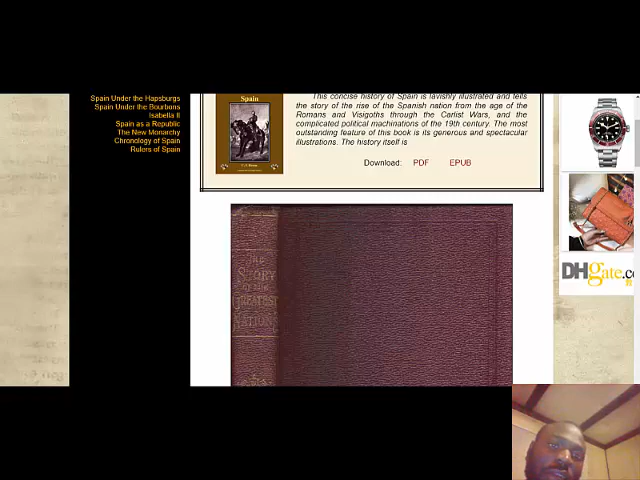 Spain Under the Hapsburgs
Spain Under the Bourbons
Isabella II
Spain as a Republic
The New Monarchy
Chronology of Spain
Rulers of Spain
Spain
This concise history of Spain is lavishly illustrated and tells
the story of the rise of the Spanish nation from the age of the
Romans and Visigoths through the Carlist Wars, and the
complicated political machinations of the 19th century. The most
outstanding feature of this book is its generous and spectacular
illustrations. The history itself is
Download: PDF EPUB
The
STORY
of the
GREATEST
NATIONS
DHgate.co